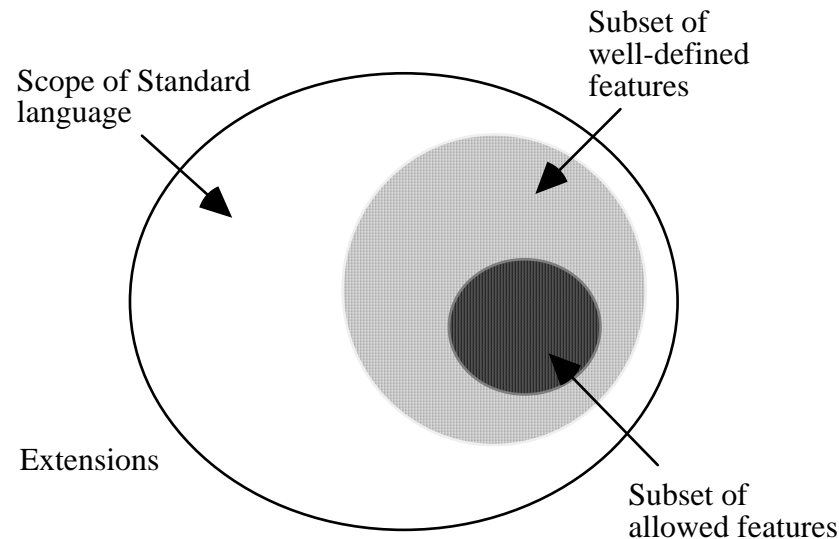 Subset of
well-defined
features
Scope of Standard
language
Extensions
Subset of
allowed features